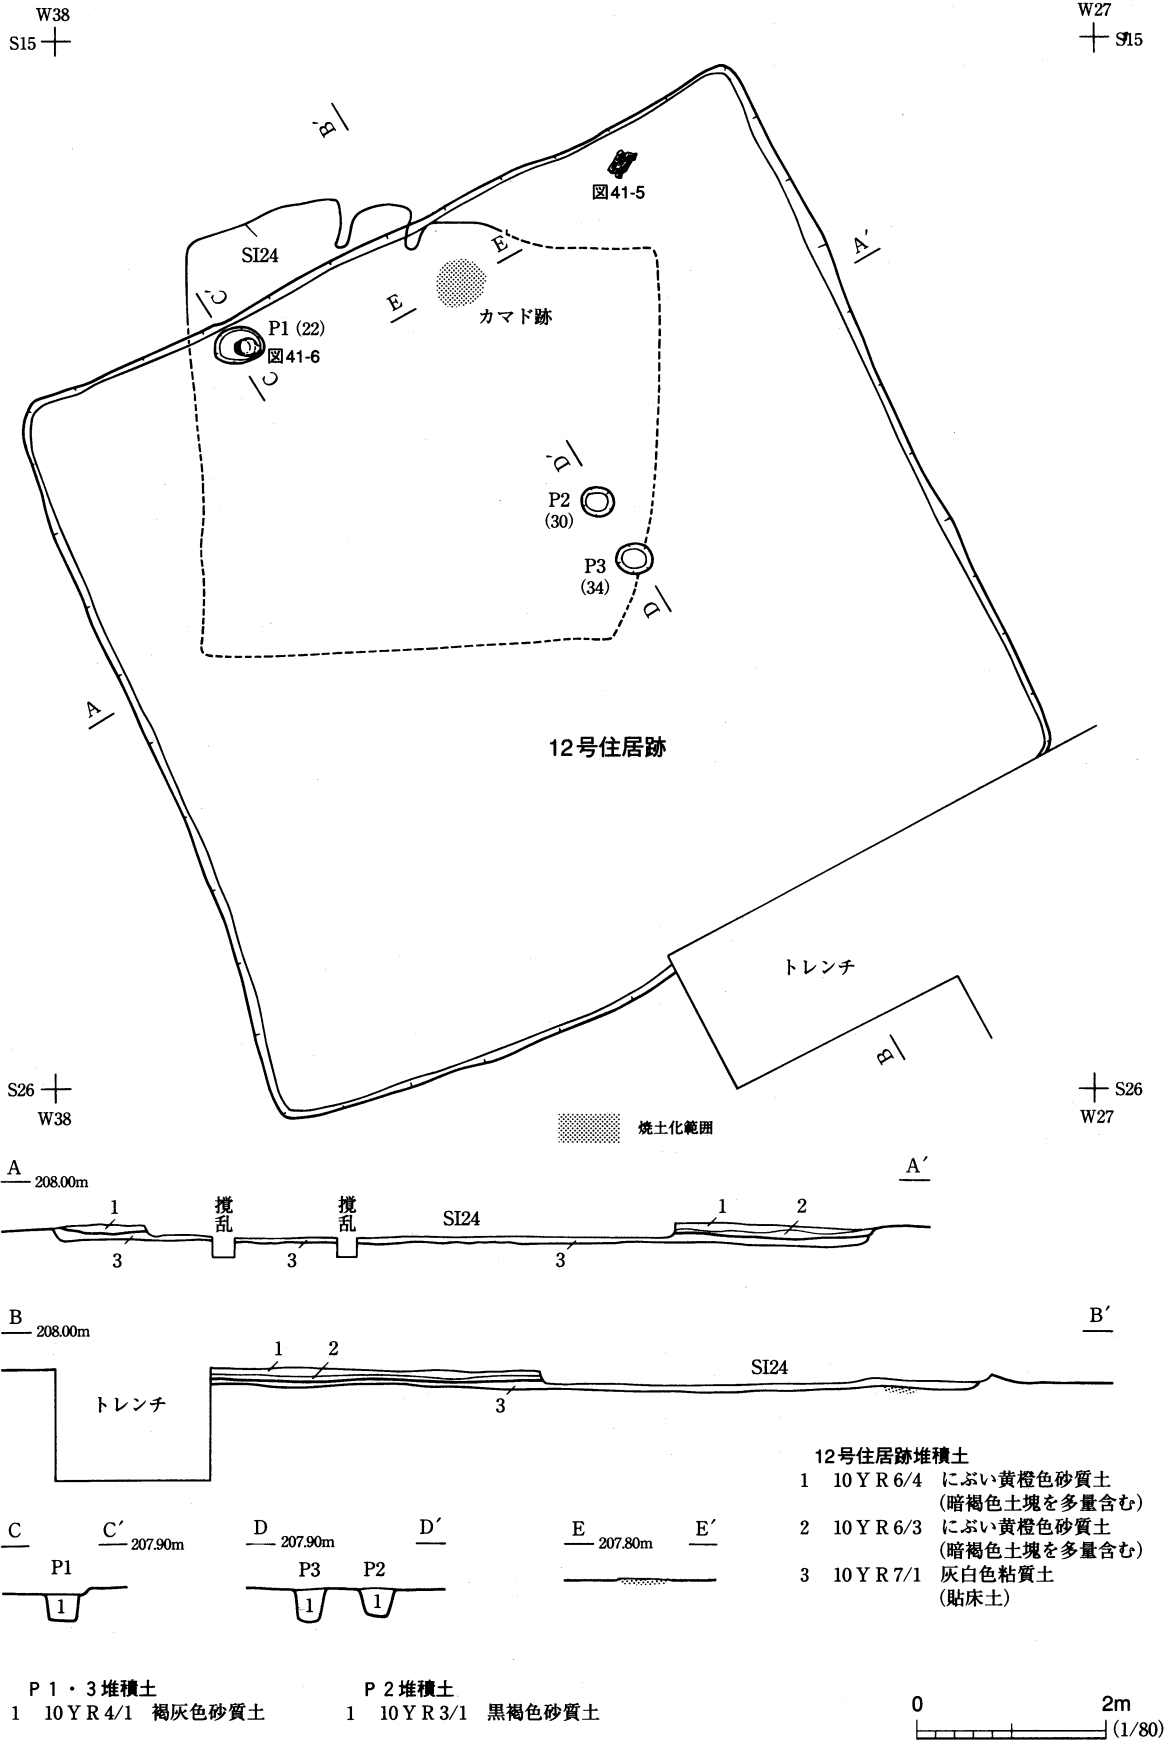 W38
S15
W27
S15
B′
図41-5
SI24
E′
A′
C′
E
カマド跡
P1 (22)
図41-6
C
D′
P2
(30)
P3
(34)
D
A
12号住居跡
トレンチ
B
S26
W38
S26
W27
焼土化範囲
A 208.00m
A′
1
撹乱
撹乱
SI24
1
2
3
3
3
B 208.00m
B′
1
2
SI24
トレンチ
3
12号住居跡堆積土
1 10YR6/4 にぶい黄橙色砂質土
(暗褐色土塊を多量含む)
2 10YR6/3 にぶい黄橙色砂質土
(暗褐色土塊を多量含む)
3 10YR7/1 灰白色粘質土
(貼床土)
C
C′ 207.90m
P1
1
D 207.90m
D′
P3
P2
1
1
E 207.80m
E′
P1・3堆積土
1 10YR4/1 褐灰色砂質土
P2堆積土
1 10YR3/1 黒褐色砂質土
0
2m
(1/80)